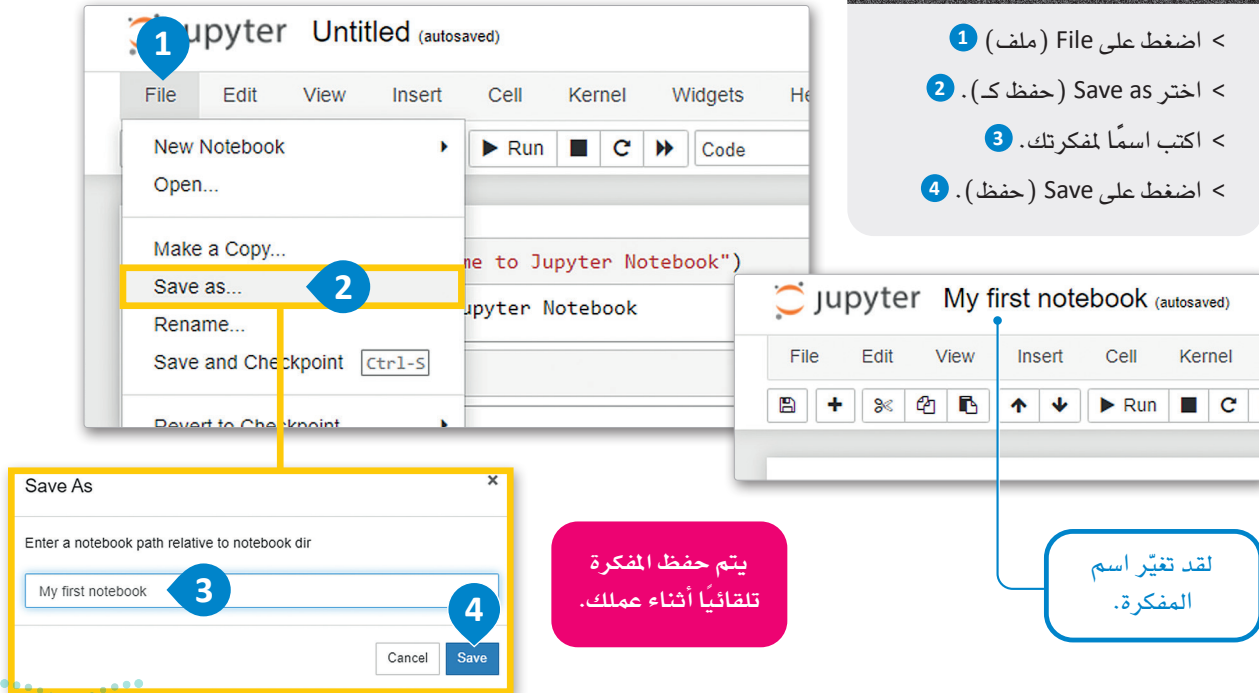 jupyter Untitled (autosaved)
1
File Edit View Insert Cell Kernel Widgets
New Notebook
Run Code
Open...
Make a Copy...
me to Jupyter Notebook")
Save as... 2
upyter Notebook
Rename...
Save and Checkpoint Ctrl-S
Revert to Checkpoint
> اضغط على File (ملف) 1
> اختر Save as (حفظ كـ). 2
> اكتب اسمًا لمفكرتك. 3
> اضغط على Save (حفظ). 4
jupyter My first notebook (autosaved)
File Edit View Insert Cell Kernel
Run
Save As ×
Enter a notebook path relative to notebook dir
My first notebook 3
4
Cancel Save
يتم حفظ المفكرة
تلقائيًا أثناء عملك.
لقد تغيّر اسم
المفكرة.